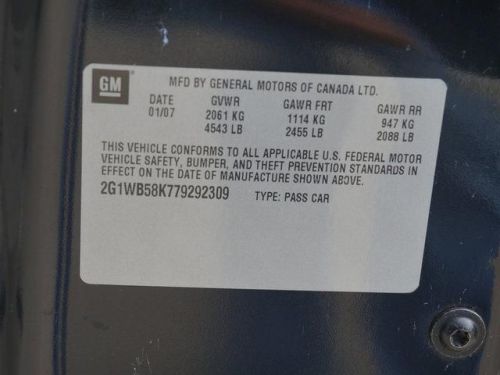 GM
MFD BY GENERAL MOTORS OF CANADA LTD.
DATE GVWR GAWR FRT GAWR RR
01/07 2061 KG 1114 KG 947 KG
4543 LB 2455 LB 2088 LB
THIS VEHICLE CONFORMS TO ALL APPLICABLE U.S. FEDERAL MOTOR
VEHICLE SAFETY, BUMPER, AND THEFT PREVENTION STANDARDS IN
EFFECT ON THE DATE OF MANUFACTURE SHOWN ABOVE.
2G1WB58K779292309 TYPE: PASS CAR